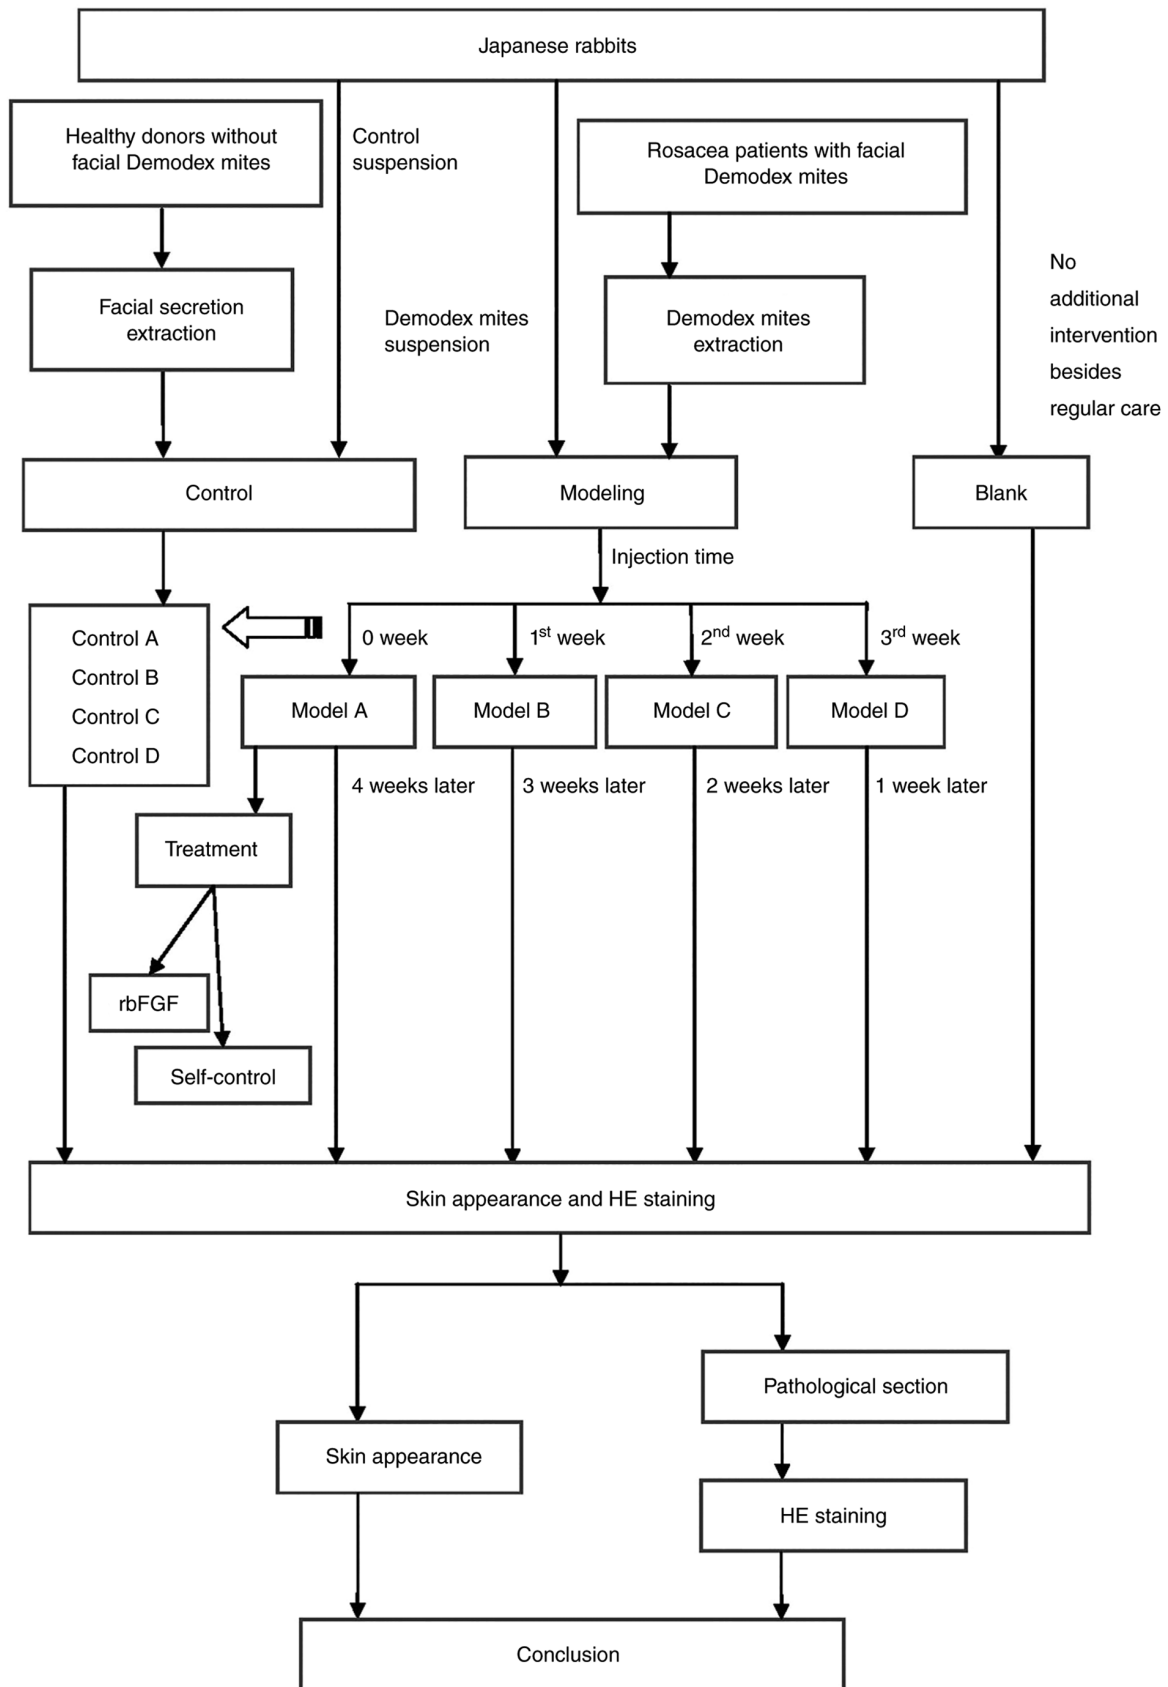 Japanese rabbits
Healthy donors without
facial Demodex mites
Control
suspension
Rosacea patients with facial
Demodex mites
No
additional
intervention
besides
regular care
Facial secretion
extraction
Demodex mites
suspension
Demodex mites
extraction
Control
Modeling
Blank
Injection time
Control A
Control B
Control C
Control D
0 week
1st week
2nd week
3rd week
Model A
Model B
Model C
Model D
4 weeks later
3 weeks later
2 weeks later
1 week later
Treatment
rbFGF
Self-control
Skin appearance and HE staining
Pathological section
Skin appearance
HE staining
Conclusion